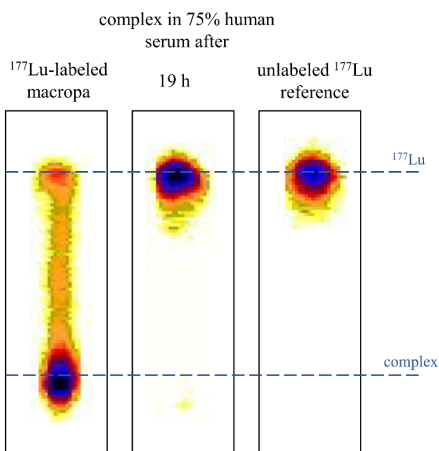 complex in 75% human
serum after
¹⁷⁷Lu-labeled
macropa
19 h
unlabeled ¹⁷⁷Lu
reference
¹⁷⁷Lu
complex